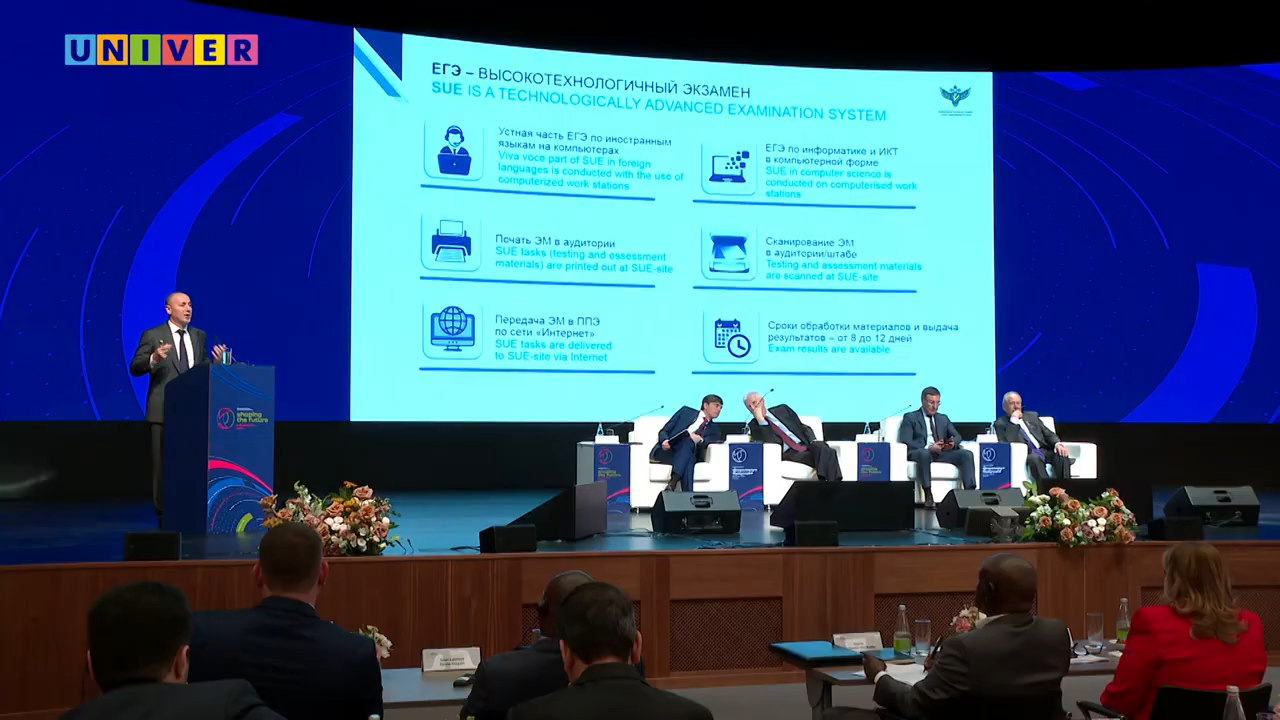 UNIVER
ЕГЭ – ВЫСОКОТЕХНОЛОГИЧНЫЙ ЭКЗАМЕН
SUE IS A TECHNOLOGICALLY ADVANCED EXAMINATION SYSTEM
Устная часть ЕГЭ по иностранным
языкам на компьютерах
Viva voce part of SUE in foreign
languages is conducted with the use of
computerized work stations
ЕГЭ по информатике и ИКТ
в компьютерной форме
SUE in computer science is
conducted on computerised work
stations
Почать ЭМ в аудитории
SUE tasks (testing and essessment
materials) are printed out at SUE-site
Сканирование ЭМ
в аудитории/штабе
Testing and assessment materials
are scanned at SUE-site
Передача ЭМ в ППЭ
по сети «Интернет»
SUE tasks are delivered
to SUE-site via Internet
Сроки обработки материалов и выдача
результатов – от 8 до 12 дней
Exam results are available
shaping
the future